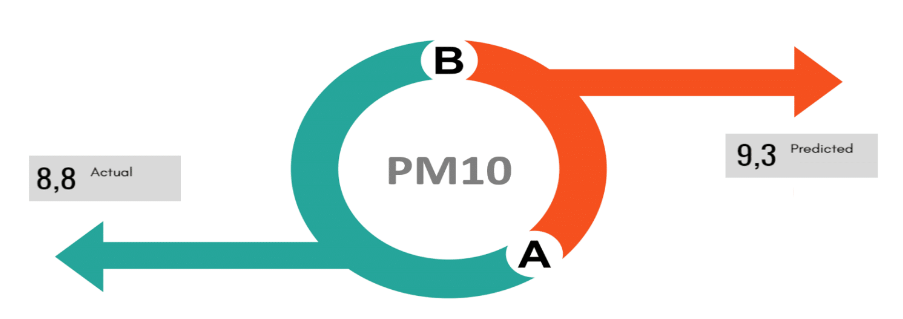 B
PM10
9,3 Predicted
8,8 Actual
A